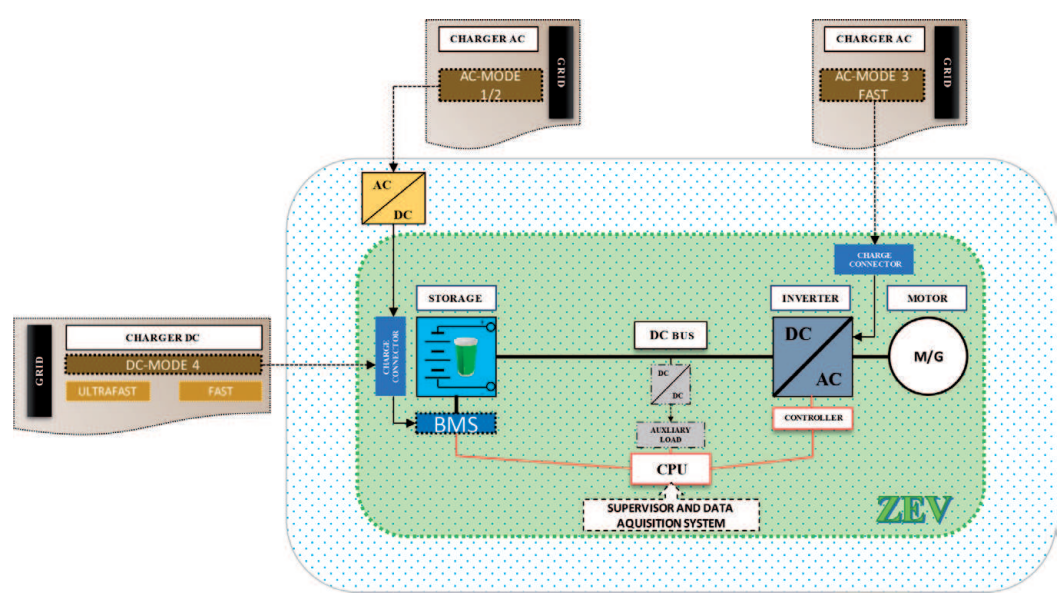 CHARGER AC
AC-MODE
1/2
GRID
CHARGER AC
AC-MODE 3
FAST
GRID
AC
DC
CHARGE
CONNECTOR
STORAGE
INVERTER
MOTOR
GRID
CHARGER DC
DC-MODE 4
ULTRAFAST
FAST
CHARGE
CONNECTOR
DC BUS
DC
AC
M/G
DC
DC
BMS
AUXLIARY
LOAD
CONTROLLER
CPU
SUPERVISOR AND DATA
AQUISITION SYSTEM
ZEV